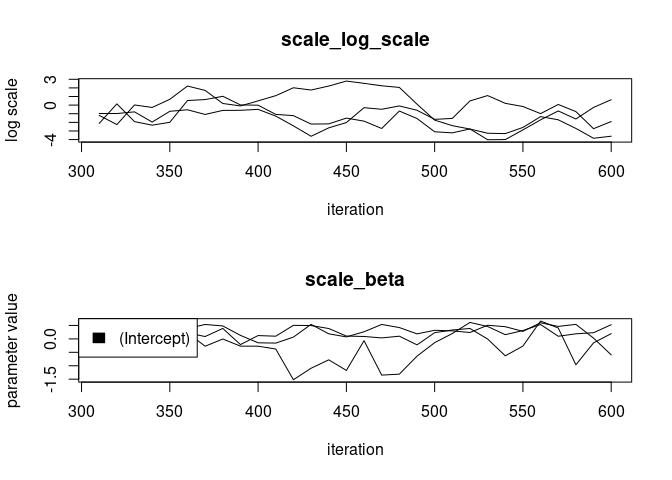 scale_log_scale
log scale
3
0
-4
300 350 400 450 500 550 600
iteration
scale_beta
parameter value
0.0
-1.5
(Intercept)
300 350 400 450 500 550 600
iteration